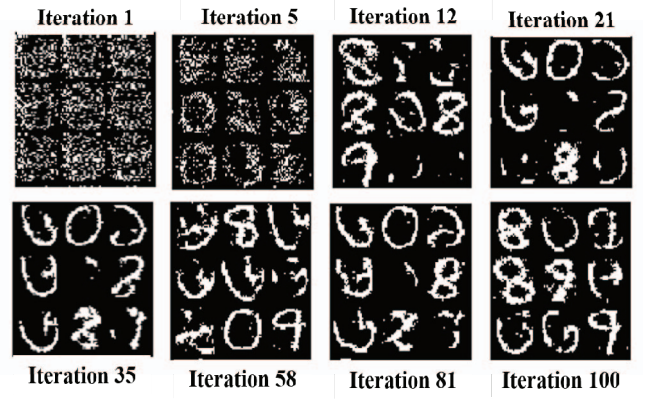 Iteration 1
Iteration 5
Iteration 12
Iteration 21
Iteration 35
Iteration 58
Iteration 81
Iteration 100